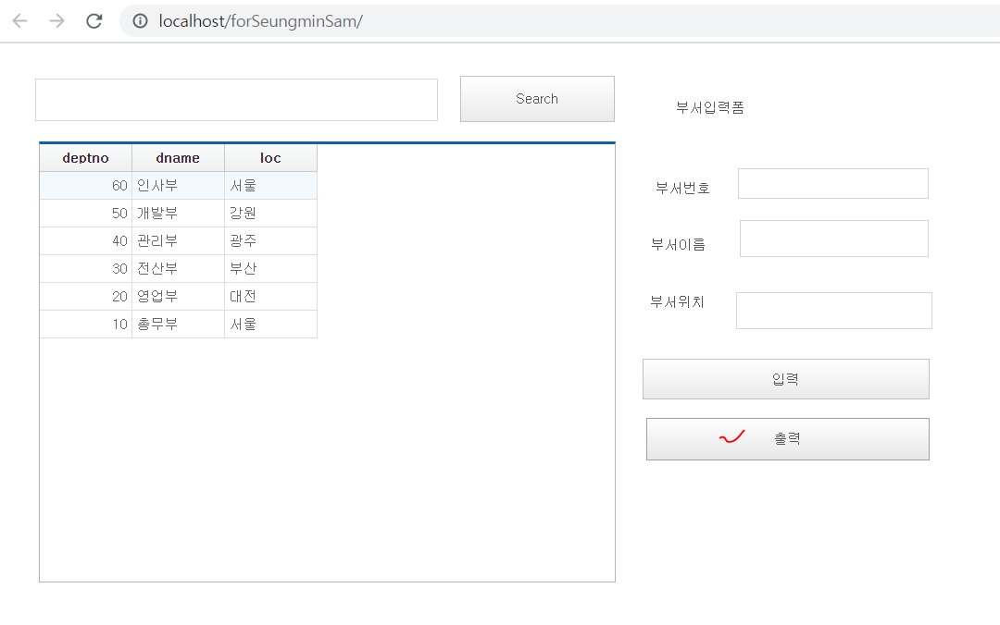 localhost/forSeungminSam/
Search
부서입력폼
deptno dname loc
60 인사부 서울
50 개발부 강원
40 관리부 광주
30 전산부 부산
20 영업부 대전
10 총무부 서울
부서번호
부서이름
부서위치
입력
출력